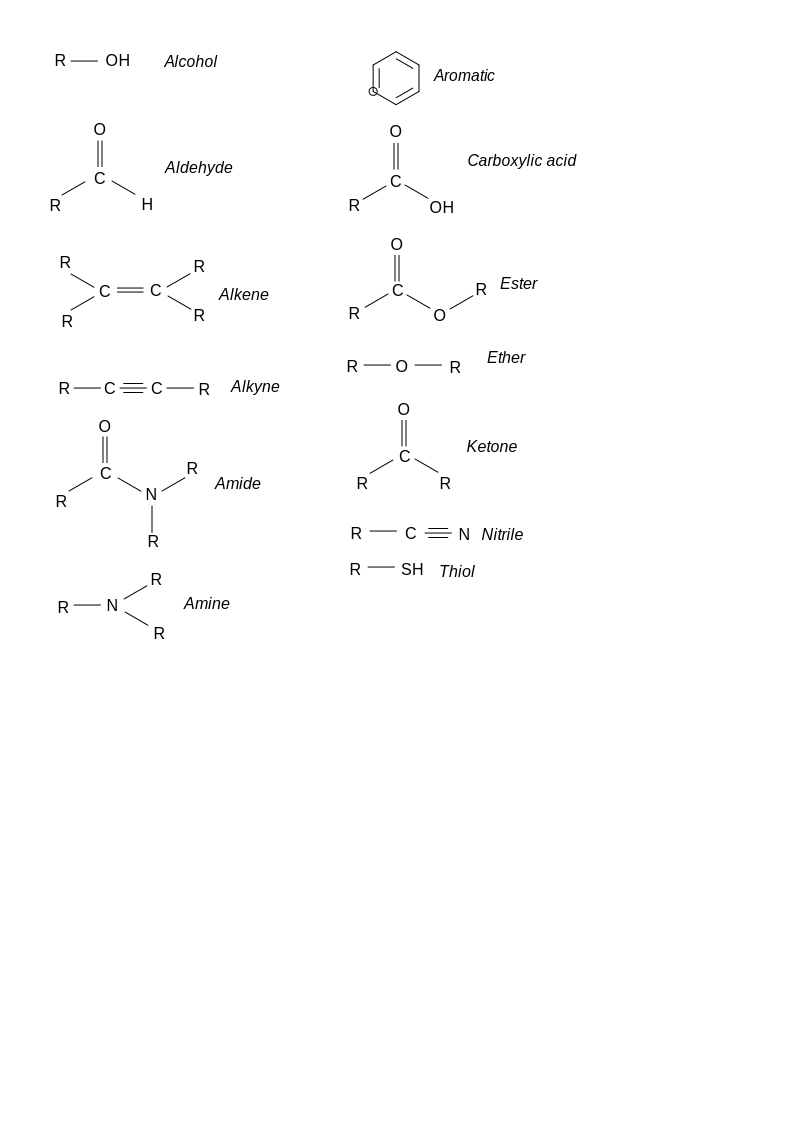 R OH Alcohol
O
C
R H
Aldehyde
R R
C C
R R
Alkene
R C C R Alkyne
O
C
R N R
R
Amide
R N R
R
Amine
Aromatic
O
C
R OH
Carboxylic acid
O
C
R O R
Ester
R O R
Ether
O
C
R R
Ketone
R C N Nitrile
R SH Thiol